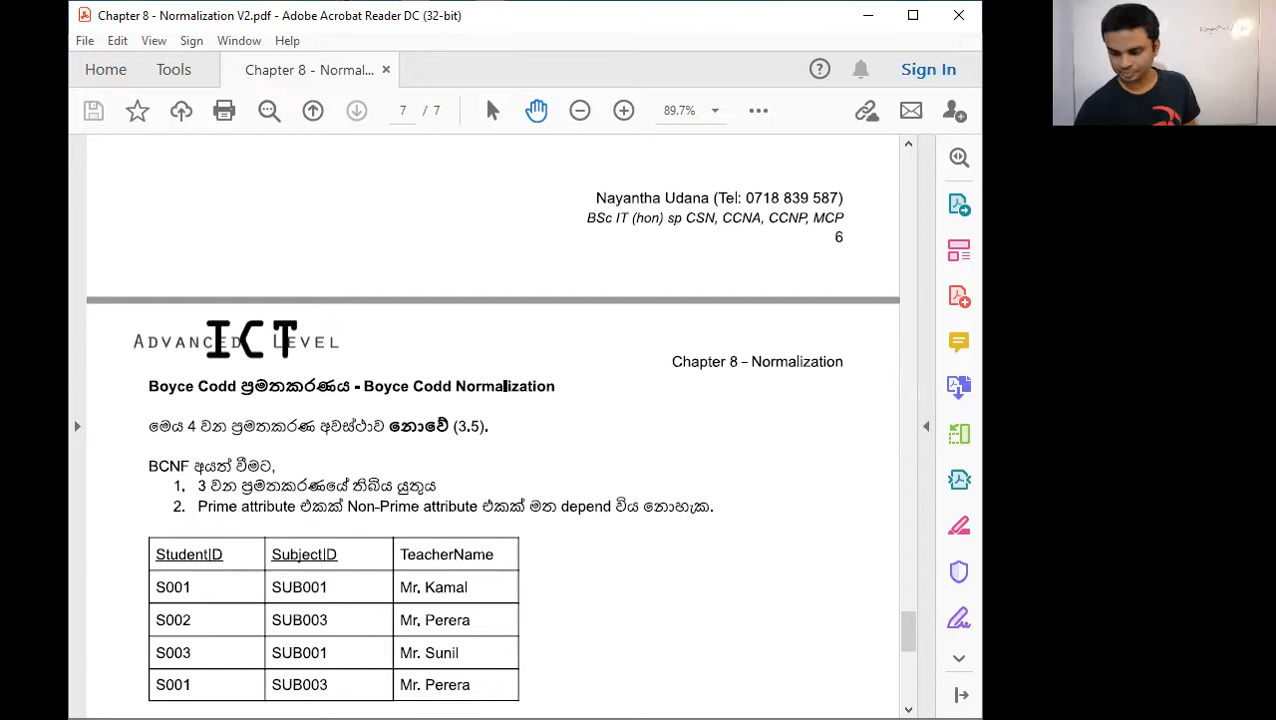 Chapter 8 - Normalization V2.pdf - Adobe Acrobat Reader DC (32-bit)
File Edit View Sign Window Help
Home Tools Chapter 8 - Normal... Sign In
7 / 7 89.7%
Nayantha Udana (Tel: 0718 839 587)
BSc IT (hon) sp CSN, CCNA, CCNP, MCP
6
ADVANCED LEVEL
ICT
Chapter 8 – Normalization
Boyce Codd ප්‍රමතකරණය - Boyce Codd Normalization
මෙය 4 වන ප්‍රමතකරණ අවස්ථාව නොවේ (3.5).
BCNF අයත් වීමට,
1. 3 වන ප්‍රමතකරණයේ තිබිය යුතුය
2. Prime attribute එකක් Non-Prime attribute එකක් මත depend විය නොහැක.
StudentID SubjectID TeacherName
S001 SUB001 Mr. Kamal
S002 SUB003 Mr. Perera
S003 SUB001 Mr. Sunil
S001 SUB003 Mr. Perera